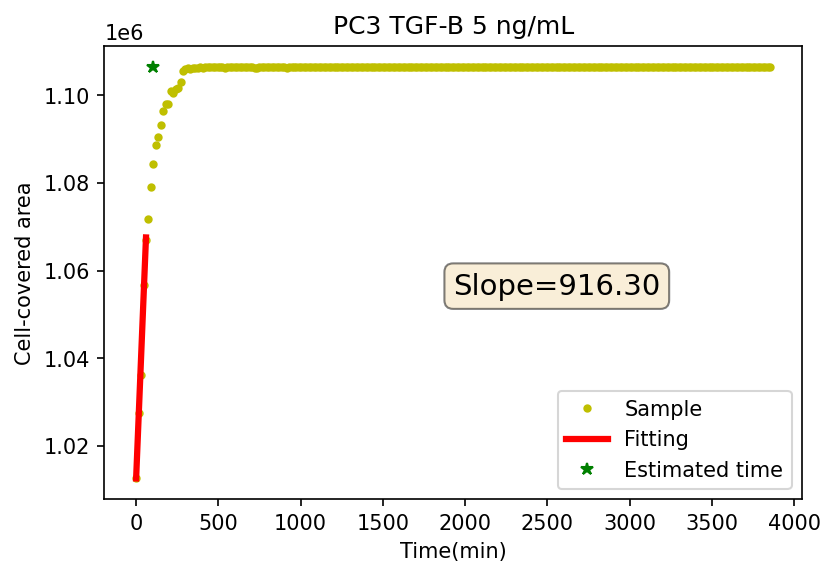 PC3 TGF-B 5 ng/mL
1e6
1.10
1.08
1.06
1.04
1.02
Cell-covered area
Slope=916.30
Sample
Fitting
Estimated time
0 500 1000 1500 2000 2500 3000 3500 4000
Time(min)